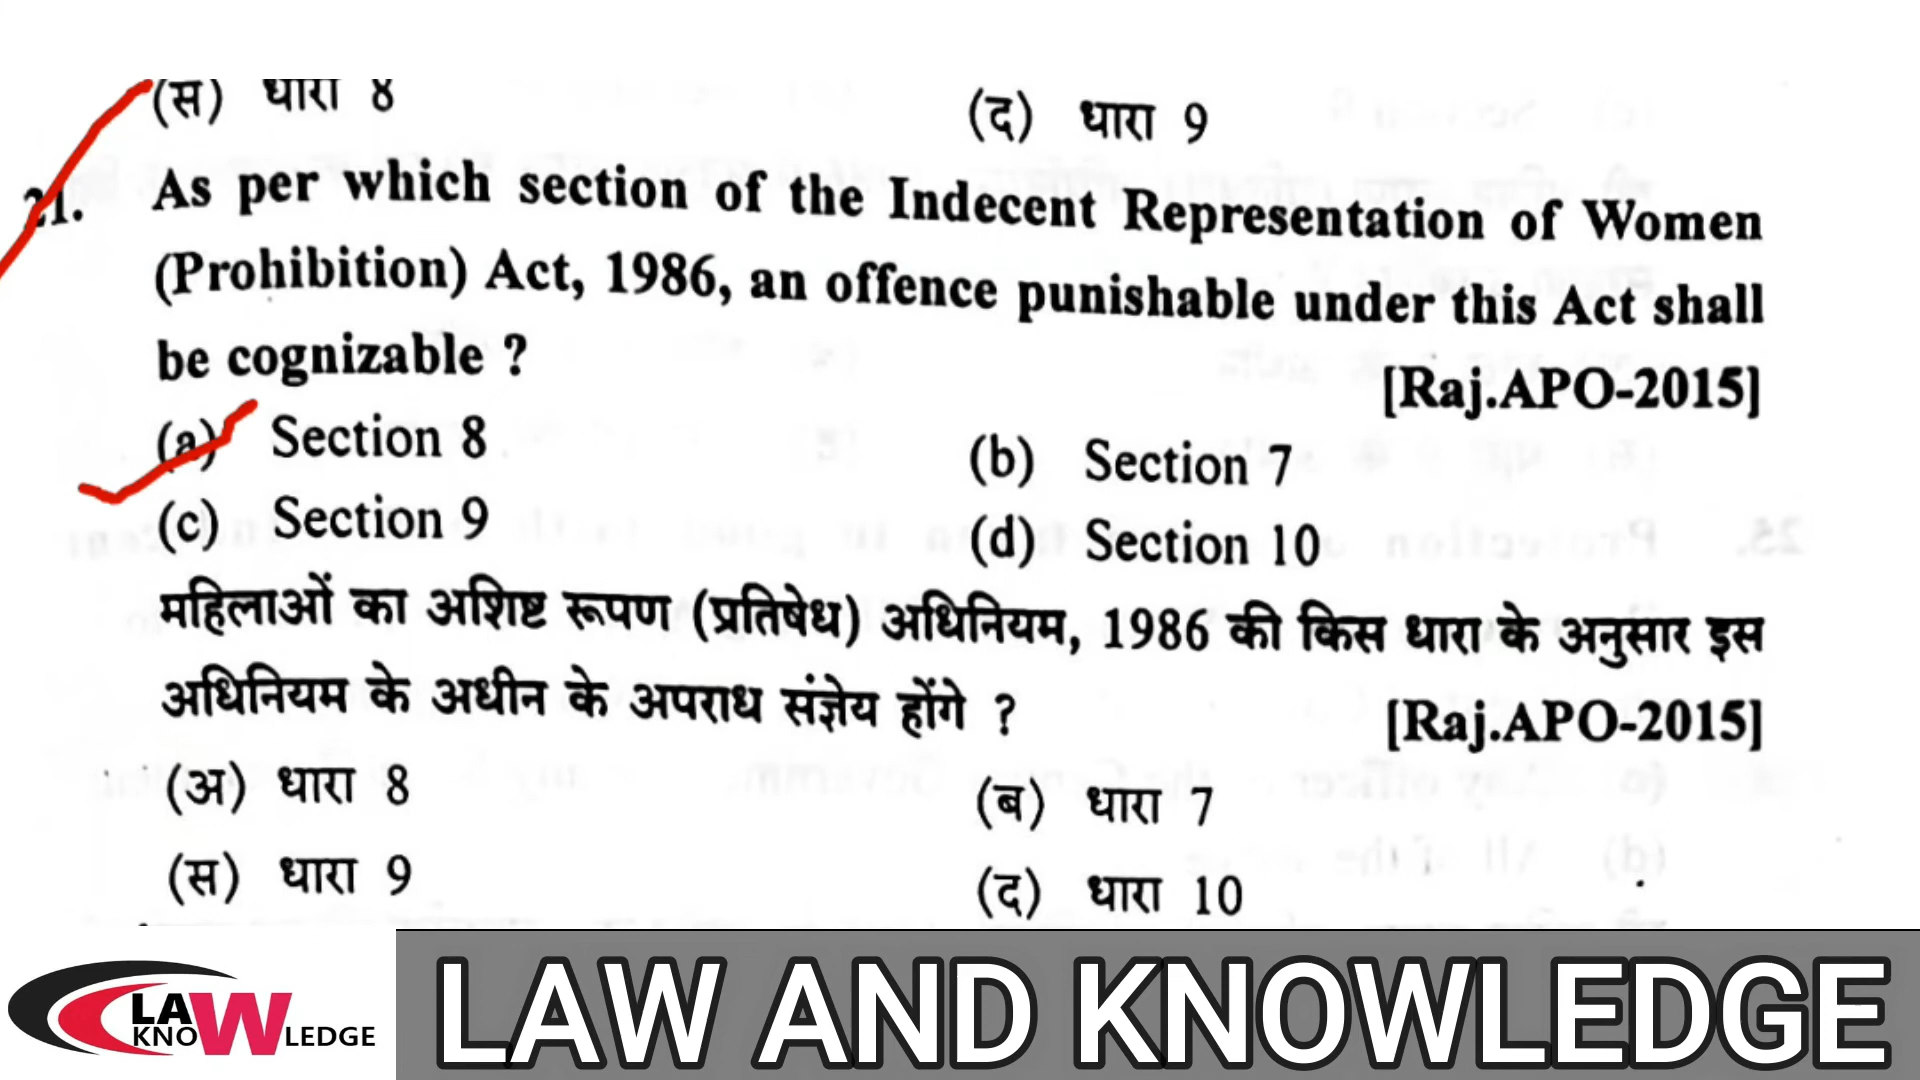 (स) धारा 8
(द) धारा 9
21. As per which section of the Indecent Representation of Women
(Prohibition) Act, 1986, an offence punishable under this Act shall
be cognizable ?
[Raj.APO-2015]
(a) Section 8
(b) Section 7
(c) Section 9
(d) Section 10
महिलाओं का अशिष्ट रूपण (प्रतिषेध) अधिनियम, 1986 की किस धारा के अनुसार इस
अधिनियम के अधीन के अपराध संज्ञेय होंगे ?
[Raj.APO-2015]
(अ) धारा 8
(ब) धारा 7
(स) धारा 9
(द) धारा 10
LAW
KNOWLEDGE
LAW AND KNOWLEDGE